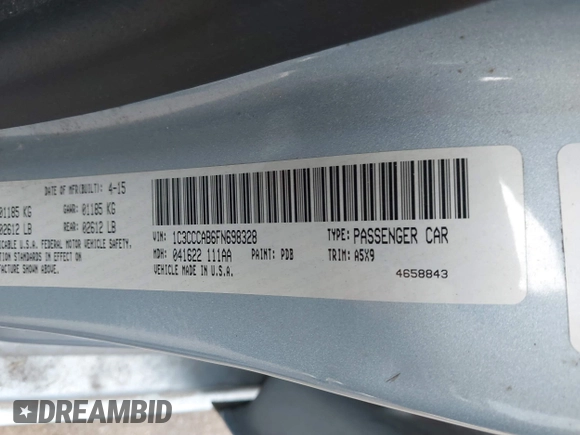 DATE OF MFR(BUILT): 4-15
01185 KG GAWR: 01185 KG
02612 LB REAR: 02612 LB
ICABLE U.S.A. FEDERAL MOTOR VEHICLE SAFETY,
TION STANDARDS IN EFFECT ON
FACTURE SHOWN ABOVE.
VIN: 1C3CCCAB6FN698328 TYPE: PASSENGER CAR
MDH: 041622 111AA PAINT: PDB TRIM: A5X9
VEHICLE MADE IN U.S.A.
4658843
DREAMBID